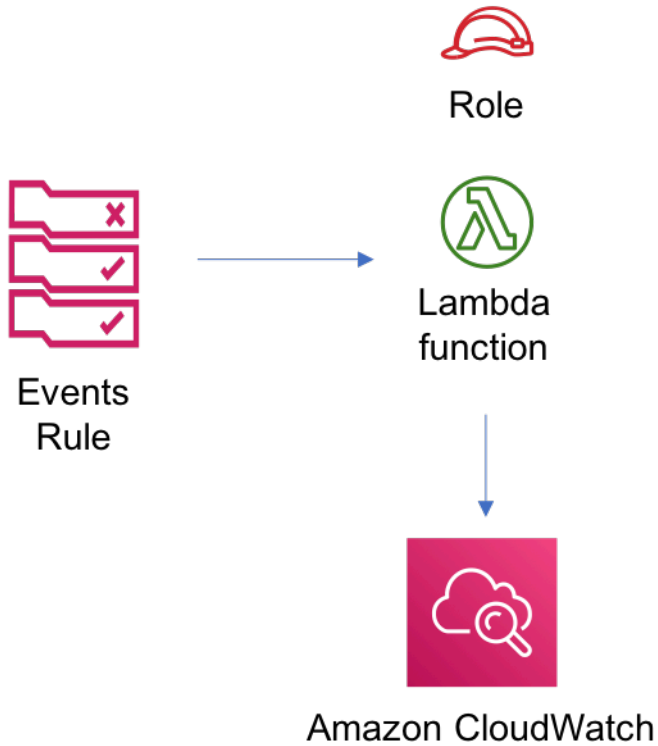 Role
Lambda
function
Events
Rule
Amazon CloudWatch